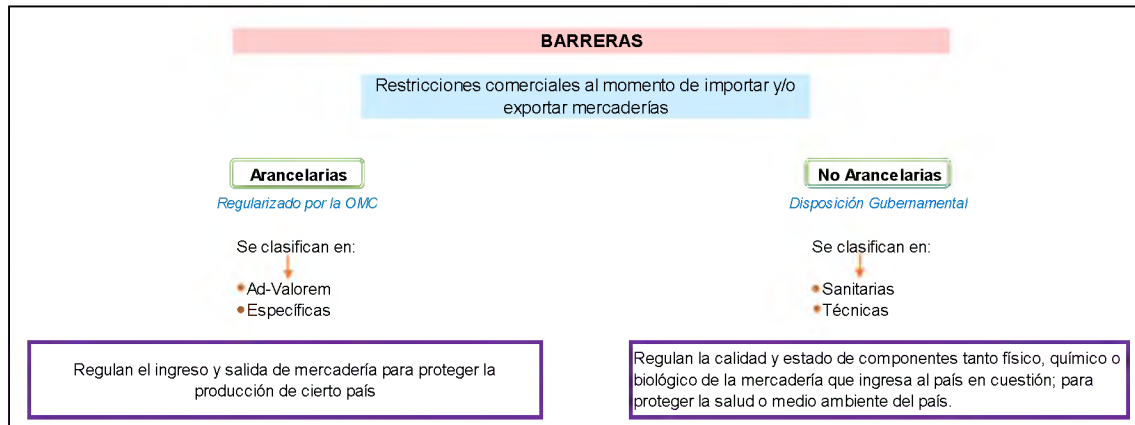 BARRERAS
Restricciones comerciales al momento de importar y/o
exportar mercaderías
Arancelarias
Regularizado por la OMC
Se clasifican en:
Ad-Valorem
Específicas
Regulan el ingreso y salida de mercadería para proteger la
producción de cierto país
No Arancelarias
Disposición Gubernamental
Se clasifican en:
Sanitarias
Técnicas
Regulan la calidad y estado de componentes tanto físico, químico o
biológico de la mercadería que ingresa al país en cuestión; para
proteger la salud o medio ambiente del país.